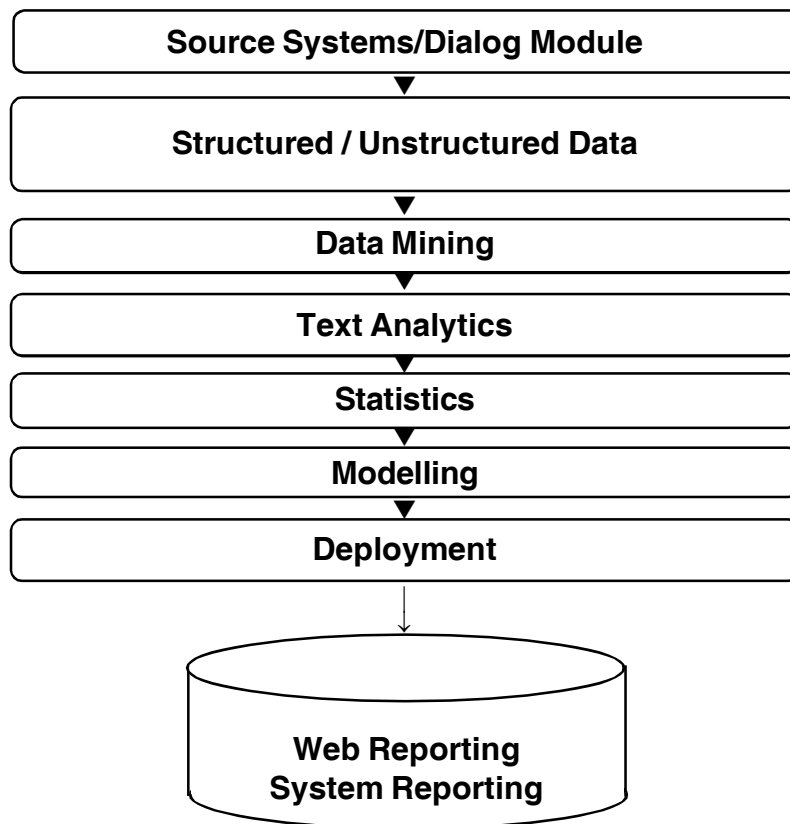 Source Systems/Dialog Module
Structured / Unstructured Data
Data Mining
Text Analytics
Statistics
Modelling
Deployment
Web Reporting
System Reporting